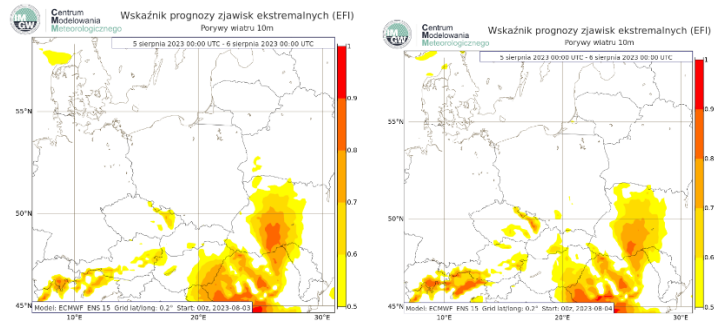 IMGW
Centrum
Modelowania
Meteorologicznego
Wskaźnik prognozy zjawisk ekstremalnych (EFI)
Porywy wiatru 10m
5 sierpnia 2023 00:00 UTC - 6 sierpnia 2023 00:00 UTC
1
0.9
55°N
0.8
0.7
50°N
0.6
45°N
0.5
Model: ECMWF ENS 15 Grid lat/long: 0.2° Start: 00z, 2023-08-03
10°E
20°E
30°E
IMGW
Centrum
Modelowania
Meteorologicznego
Wskaźnik prognozy zjawisk ekstremalnych (EFI)
Porywy wiatru 10m
5 sierpnia 2023 00:00 UTC - 6 sierpnia 2023 00:00 UTC
1
0.9
55°N
0.8
0.7
50°N
0.6
45°N
0.5
Model: ECMWF ENS 15 Grid lat/long: 0.2° Start: 00z, 2023-08-04
10°E
20°E
30°E